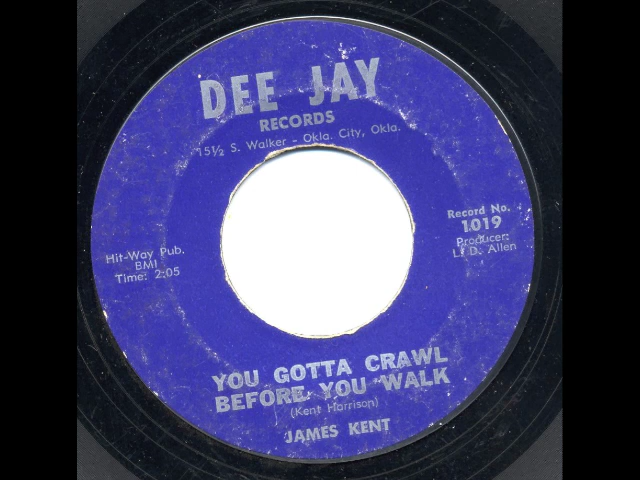 DEE JAY
RECORDS
15½ S. Walker - Okla. City, Okla.
Hit-Way Pub.
BMI
Time: 2:05
Record No.
1019
Producer:
L. D. Allen
YOU GOTTA CRAWL
BEFORE YOU WALK
(Kent Harrison)
JAMES KENT